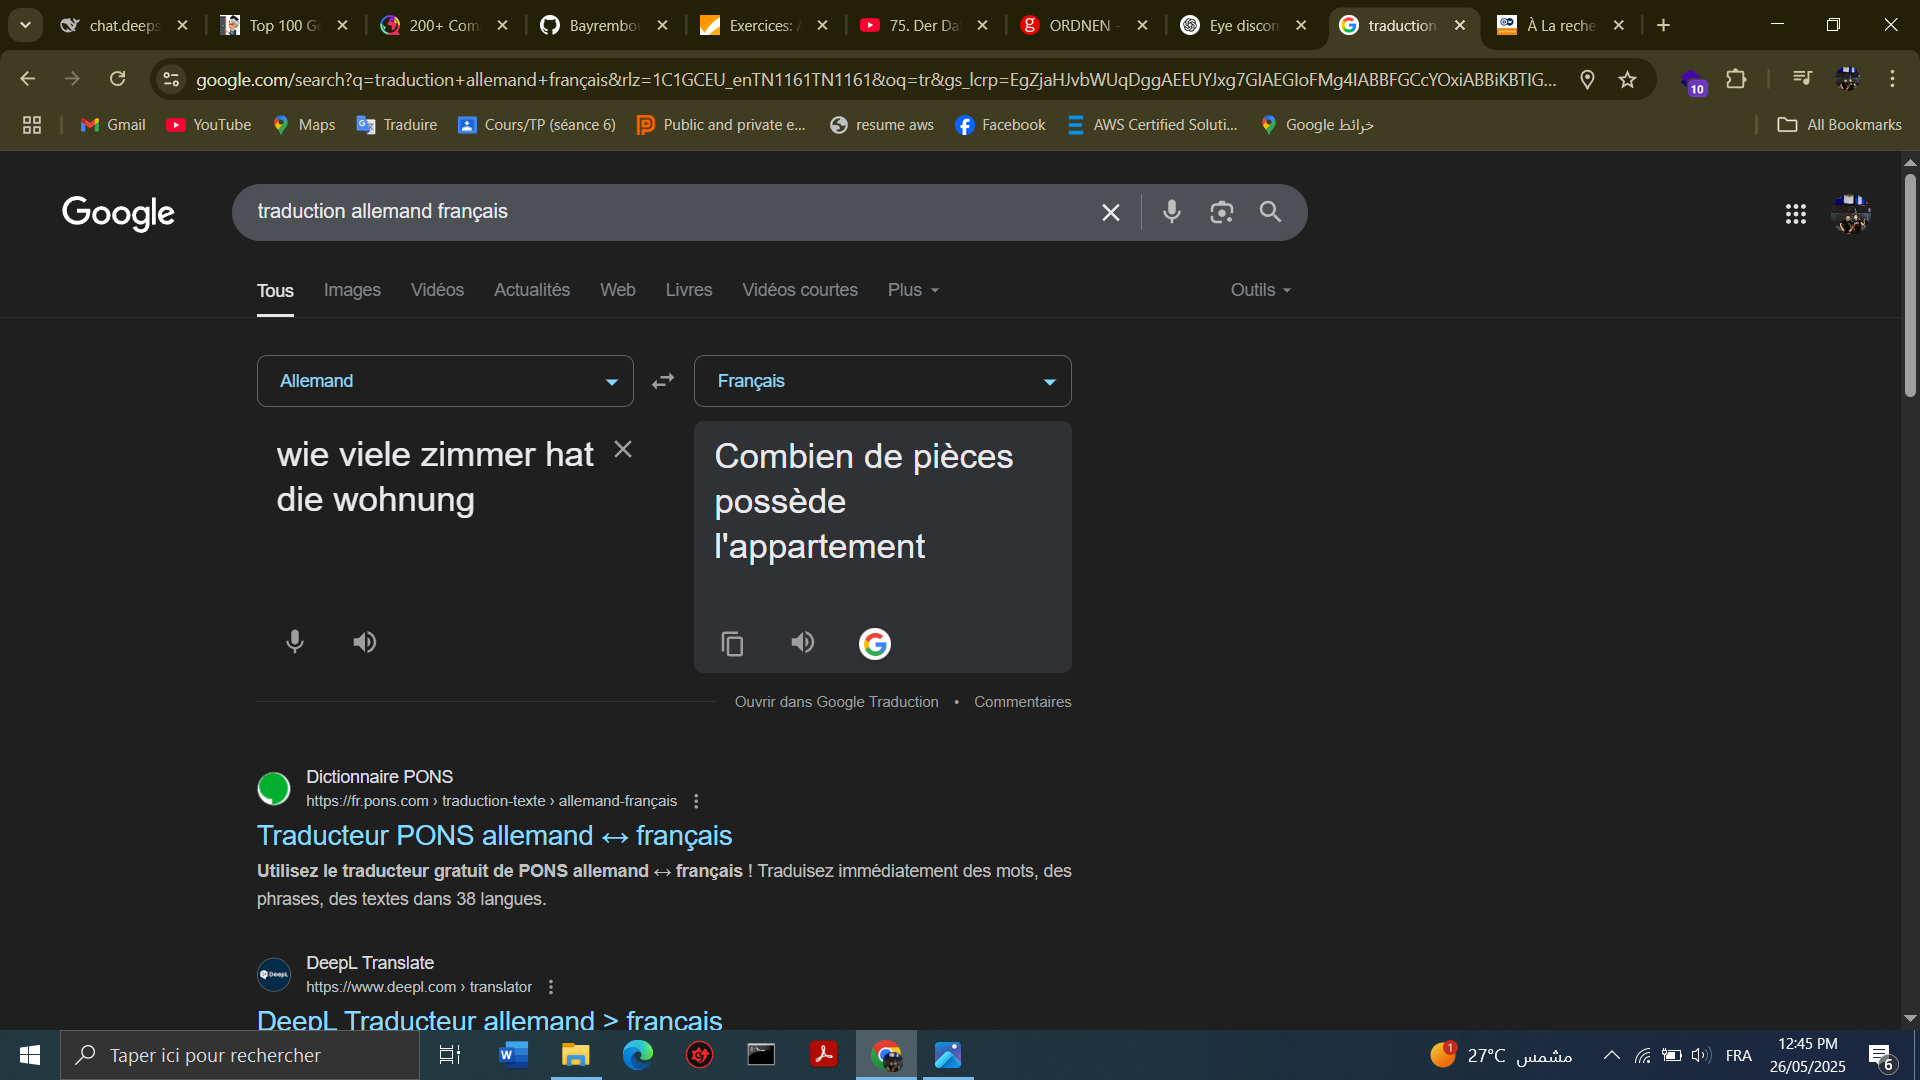 chat.deeps
Top 100 Ge
200+ Com
Bayrembou
Exercices: A
75. Der Da
ORDNEN -
Eye discon
traduction
À La reche
google.com/search?q=traduction+allemand+français&rlz=1C1GCEU_enTN1161TN1161&oq=tr&gs_lcrp=EgZjaHJvbWUqDggAEEUYJxg7GIAEGIoFMg4IABBFGCcYOxiABBiKBTIG...
10
Gmail
YouTube
Maps
Traduire
Cours/TP (séance 6)
Public and private e...
resume aws
Facebook
AWS Certified Soluti...
Google خرائط
All Bookmarks
Google
traduction allemand français
Tous
Images
Vidéos
Actualités
Web
Livres
Vidéos courtes
Plus
Outils
Allemand
Français
wie viele zimmer hat
die wohnung
Combien de pièces
possède
l'appartement
Ouvrir dans Google Traduction • Commentaires
Dictionnaire PONS
https://fr.pons.com › traduction-texte › allemand-français
Traducteur PONS allemand ↔ français
Utilisez le traducteur gratuit de PONS allemand ↔ français ! Traduisez immédiatement des mots, des
phrases, des textes dans 38 langues.
DeepL
DeepL Translate
https://www.deepl.com › translator
DeepL Traducteur allemand > français
Taper ici pour rechercher
1
27°C مشمس
FRA
12:45 PM
26/05/2025
6